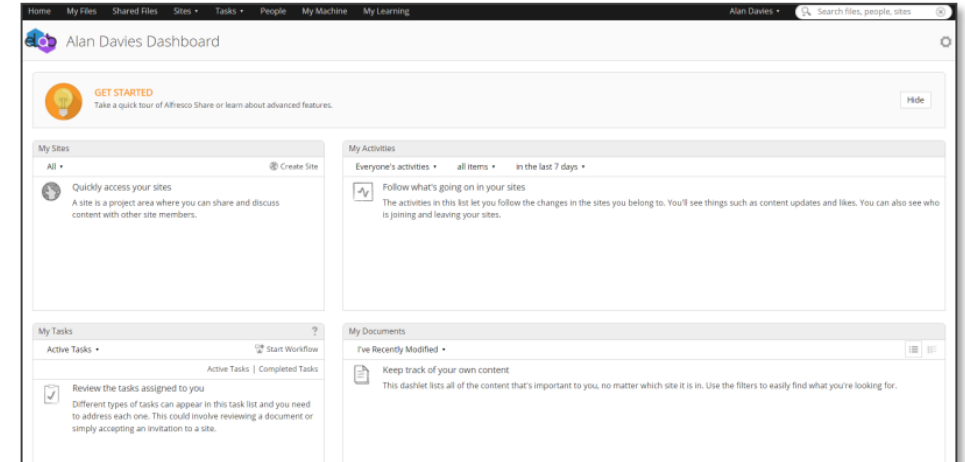 Home My Files Shared Files Sites Tasks People My Machine My Learning Alan Davies Search files, people, sites
Alan Davies Dashboard
GET STARTED
Take a quick tour of Alfresco Share or learn about advanced features.
Hide
My Sites
All Create Site
Quickly access your sites
A site is a project area where you can share and discuss
content with other site members.
My Activities
Everyone's activities all items in the last 7 days
Follow what's going on in your sites
The activities in this list let you follow the changes in the sites you belong to. You'll see things such as content updates and likes. You can also see who
is joining and leaving your sites.
My Tasks ?
Active Tasks Start Workflow
Active Tasks | Completed Tasks
Review the tasks assigned to you
Different types of tasks can appear in this task list and you need
to address each one. This could involve reviewing a document or
simply accepting an invitation to a site.
My Documents
I've Recently Modified
Keep track of your own content
This dashlet lists all of the content that's important to you, no matter which site it is in. Use the filters to easily find what you're looking for.